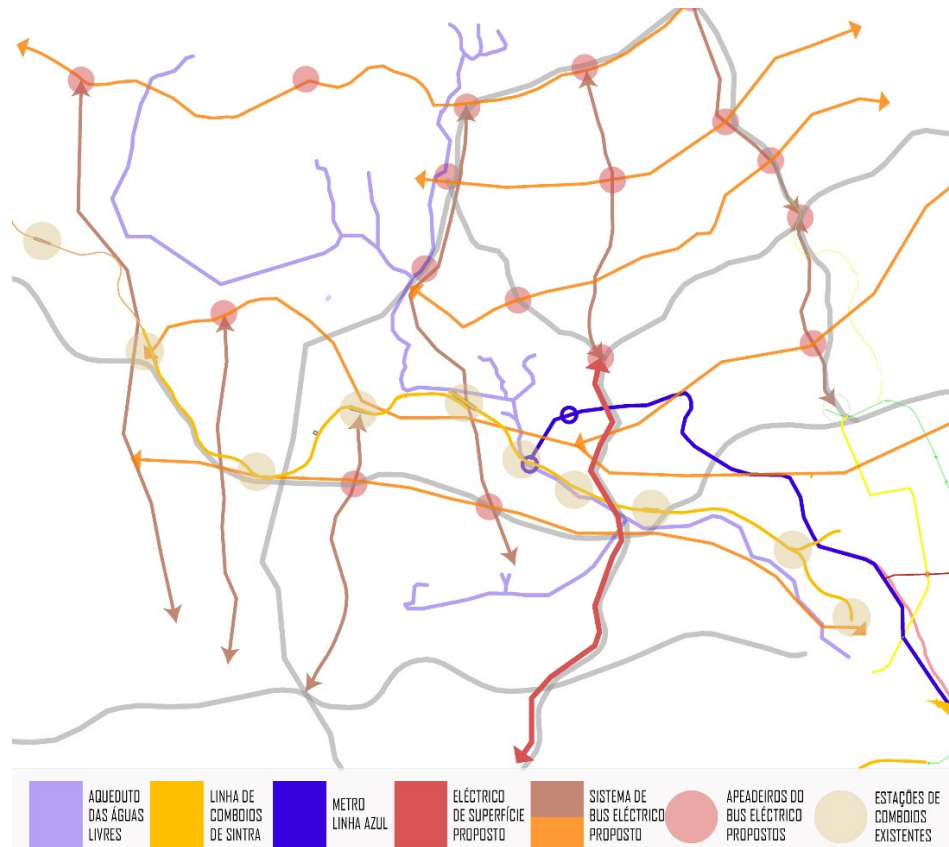 AQUEDUTO
DAS ÁGUAS
LIVRES
LINHA DE
COMBOIOS
DE SINTRA
METRO
LINHA AZUL
ELÉCTRICO
DE SUPERFÍCIE
PROPOSTO
SISTEMA DE
BUS ELÉCTRICO
PROPOSTO
APEADEIROS DO
BUS ELÉCTRICO
PROPOSTOS
ESTAÇÕES DE
COMBOIOS
EXISTENTES